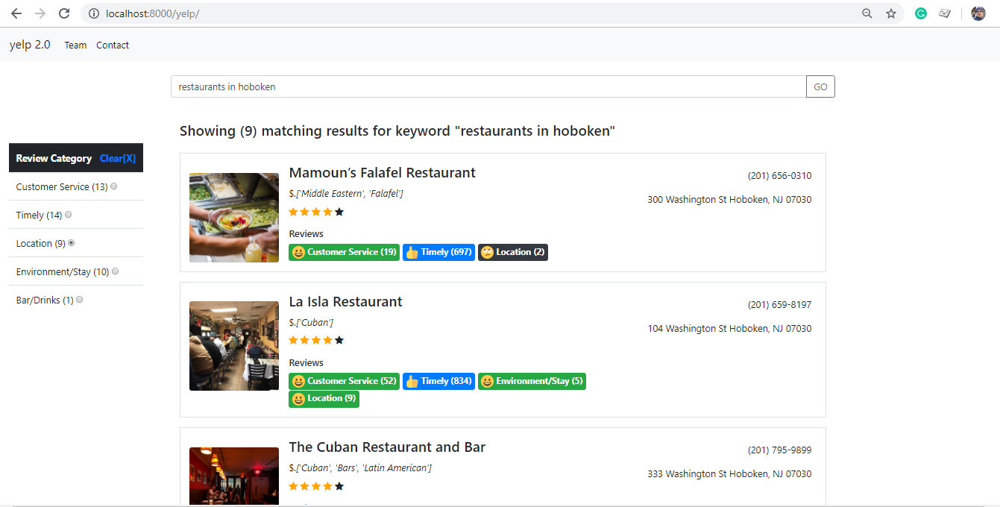 localhost:8000/yelp/
yelp 2.0 Team Contact
restaurants in hoboken GO
Showing (9) matching results for keyword "restaurants in hoboken"
Review Category Clear[X]
Customer Service (13)
Timely (14)
Location (9)
Environment/Stay (10)
Bar/Drinks (1)
Mamoun’s Falafel Restaurant
(201) 656-0310
$.['Middle Eastern', 'Falafel']
300 Washington St Hoboken, NJ 07030
Reviews
Customer Service (19) Timely (697) Location (2)
La Isla Restaurant
(201) 659-8197
$.['Cuban']
104 Washington St Hoboken, NJ 07030
Reviews
Customer Service (52) Timely (834) Environment/Stay (5)
Location (9)
The Cuban Restaurant and Bar
(201) 795-9899
$.['Cuban', 'Bars', 'Latin American']
333 Washington St Hoboken, NJ 07030